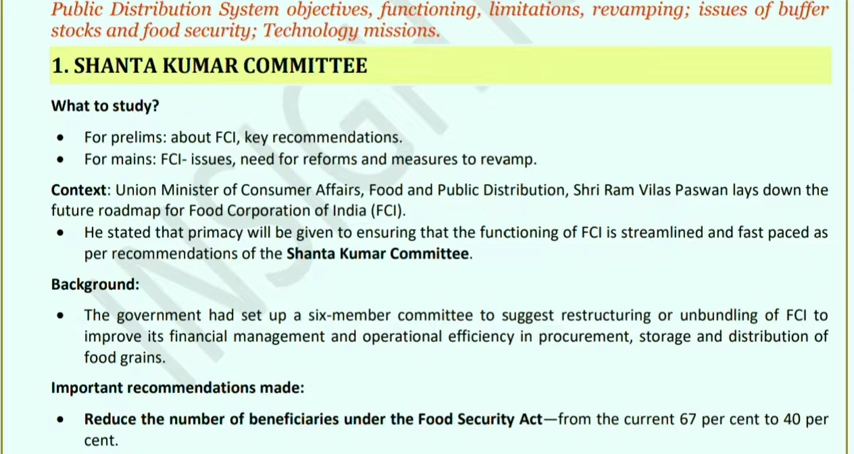 Public Distribution System objectives, functioning, limitations, revamping; issues of buffer
stocks and food security; Technology missions.
1. SHANTA KUMAR COMMITTEE
What to study?
• For prelims: about FCI, key recommendations.
• For mains: FCI- issues, need for reforms and measures to revamp.
Context: Union Minister of Consumer Affairs, Food and Public Distribution, Shri Ram Vilas Paswan lays down the
future roadmap for Food Corporation of India (FCI).
• He stated that primacy will be given to ensuring that the functioning of FCI is streamlined and fast paced as
per recommendations of the Shanta Kumar Committee.
Background:
• The government had set up a six-member committee to suggest restructuring or unbundling of FCI to
improve its financial management and operational efficiency in procurement, storage and distribution of
food grains.
Important recommendations made:
• Reduce the number of beneficiaries under the Food Security Act—from the current 67 per cent to 40 per
cent.